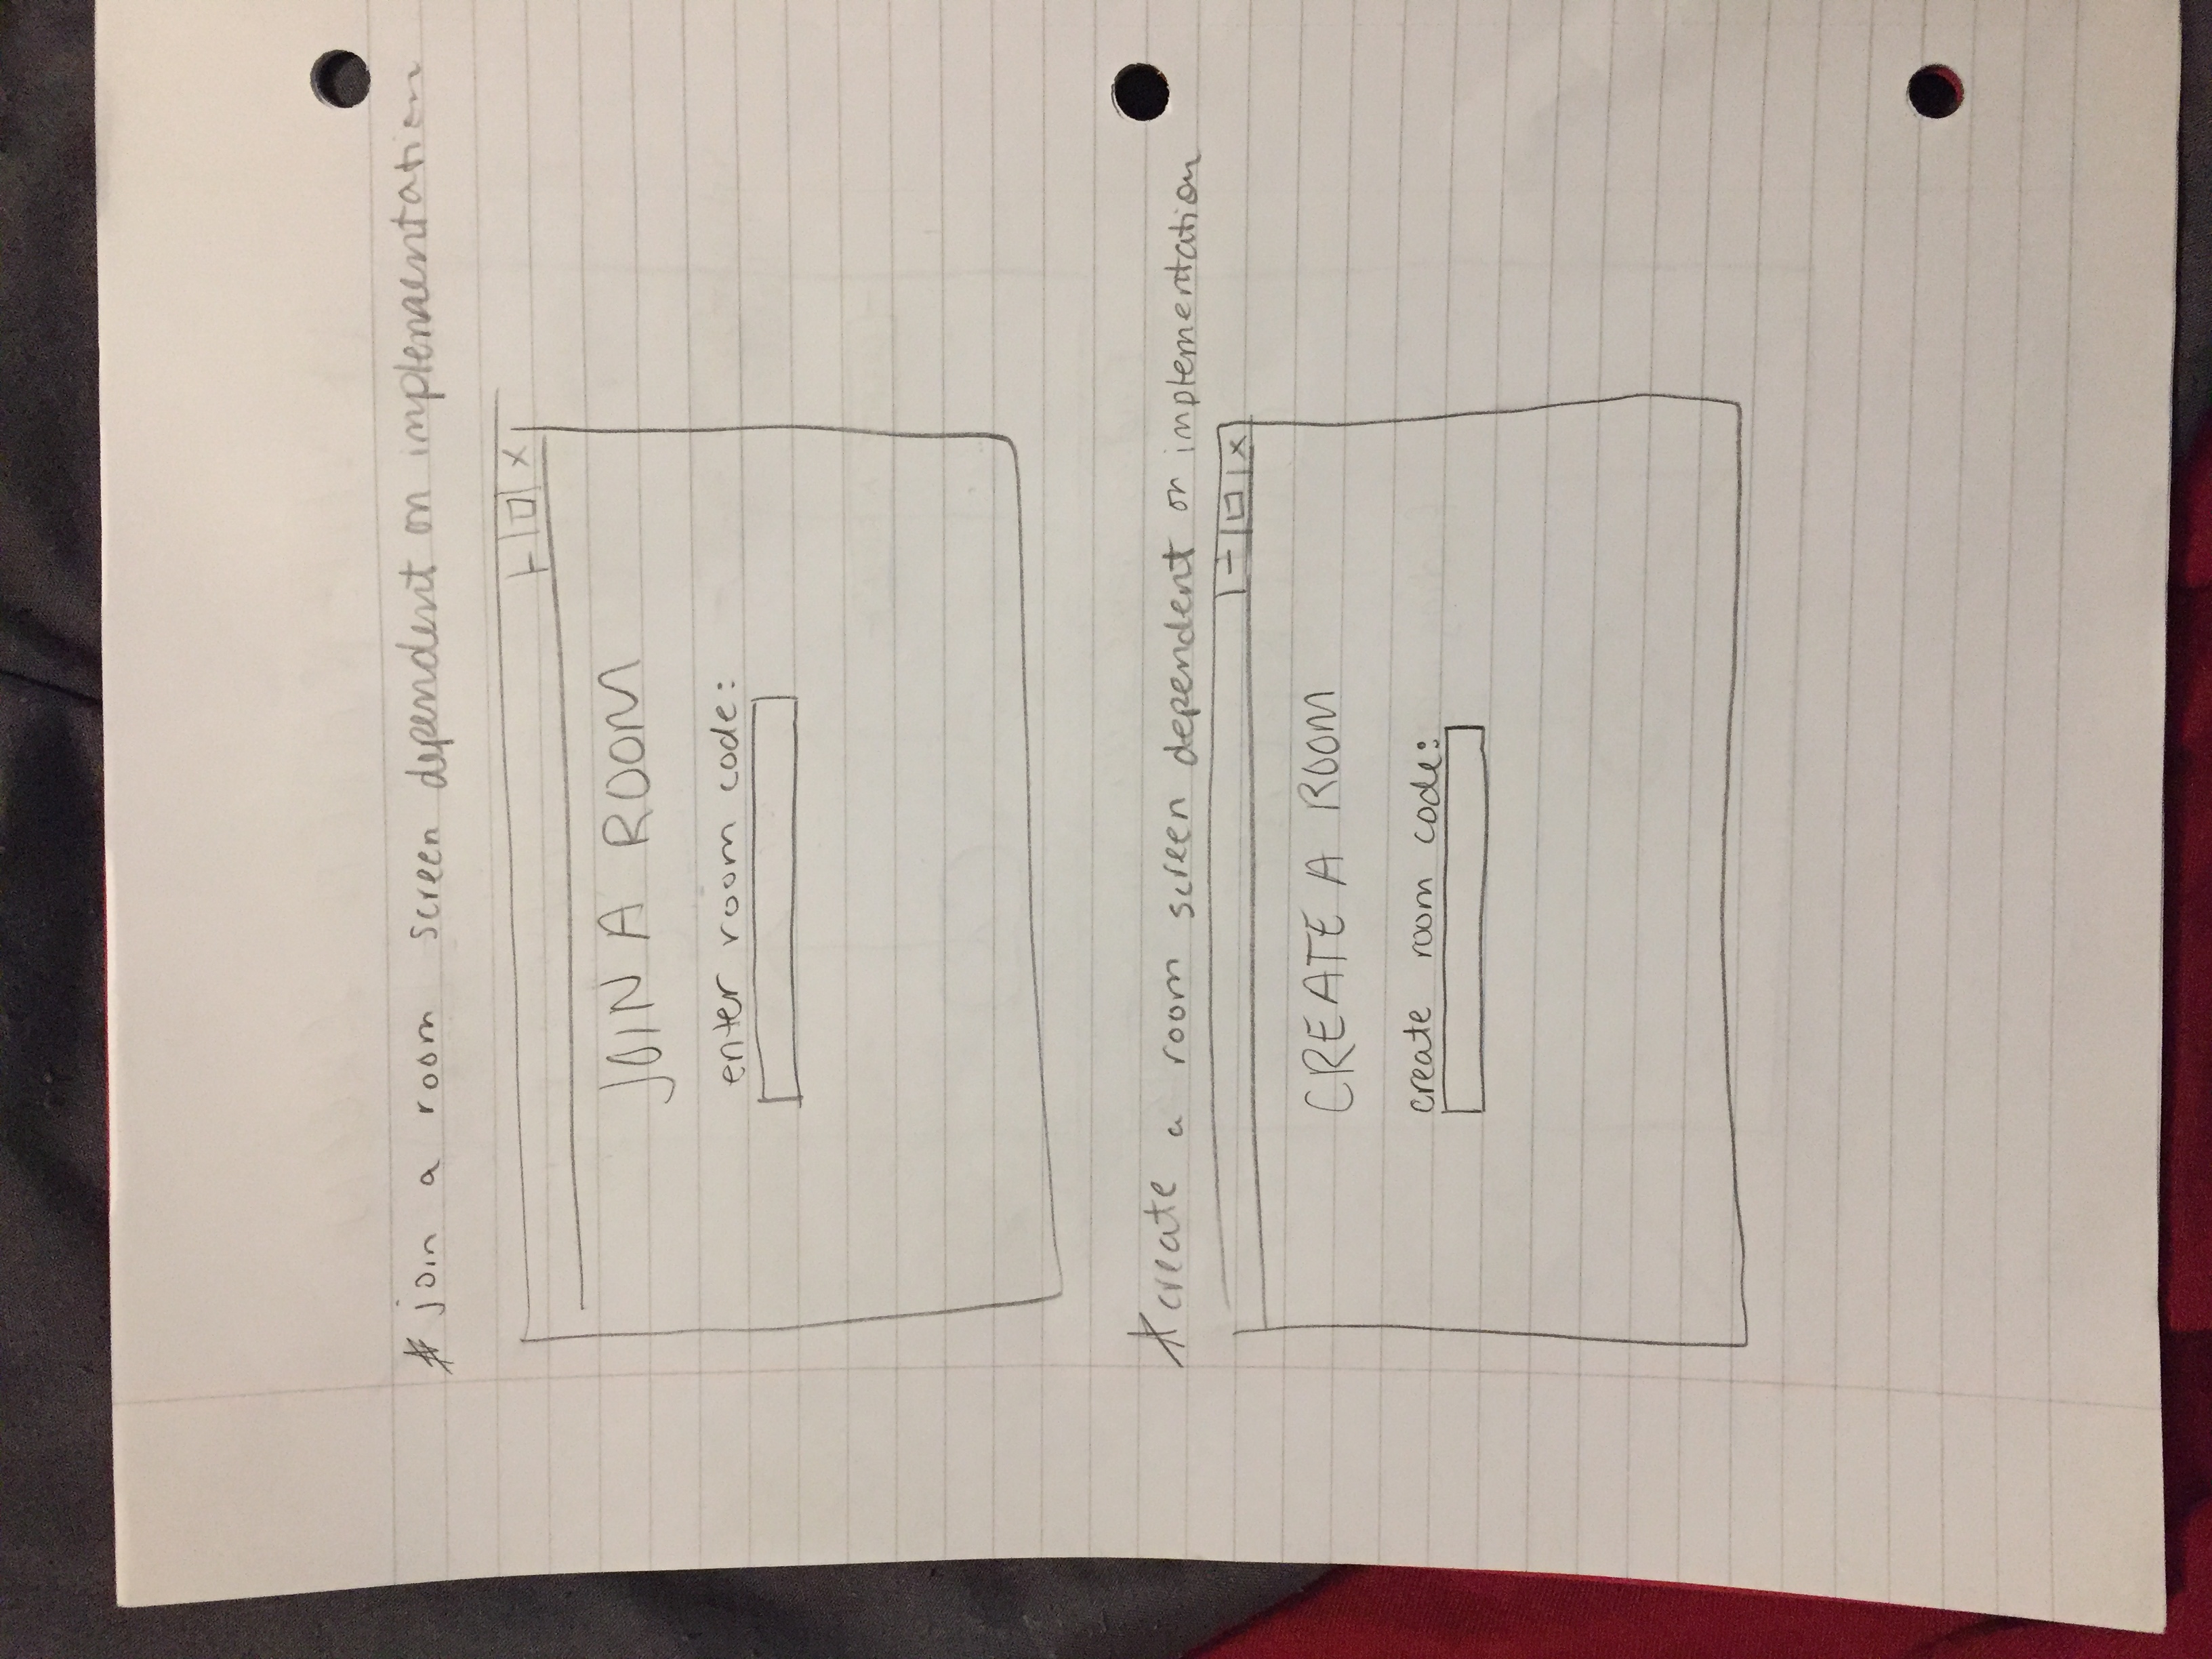 * join a room screen dependent on implementation
- □ X
JOIN A ROOM
enter room code:
* create a room screen dependent on implementation
- □ x
CREATE A ROOM
create room code: